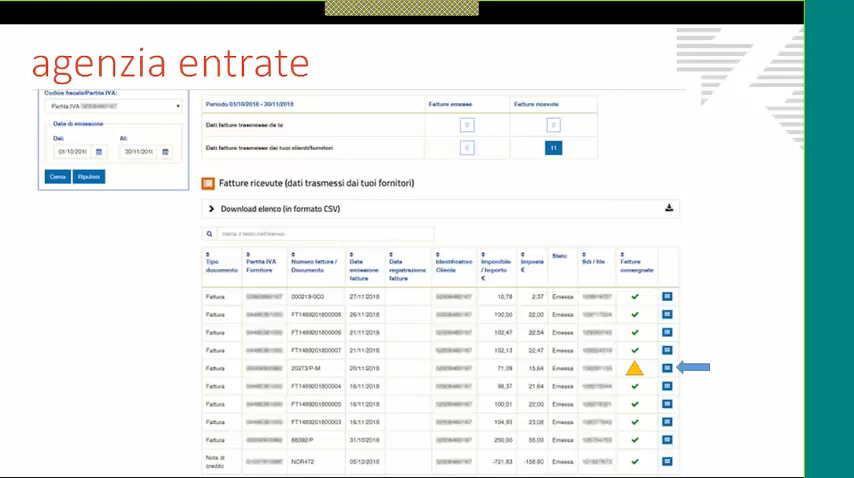 agenzia entrate
Codice fiscale/Partita IVA:
Partita IVA
Data di emissione
Dal: Al:
01/10/2018 30/11/2018
Cerca Ripulisci
Periodo 01/10/2018 - 30/11/2018 Fatture emesse Fatture ricevute
Dati fatture trasmesse da te 0 0
Dati fatture trasmesse dai tuoi clienti/fornitori 0 11
Fatture ricevute (dati trasmessi dai tuoi fornitori)
Download elenco (in formato CSV)
Tipo documento Partita IVA Fornitore Numero fattura / Documento Data emissione fattura Data registrazione fattura Identificativo Cliente Imponibile / Importo € Imposta € Stato Sdi / file Fatture consegnate
Fattura 000219-0C0 27/11/2018 10,78 2,37 Emessa
Fattura FT1489201800008 26/11/2018 100,00 22,00 Emessa
Fattura FT1489201800006 21/11/2018 102,47 22,54 Emessa
Fattura FT1489201800007 21/11/2018 102,13 22,47 Emessa
Fattura 20273/P-M 20/11/2018 71,09 15,64 Emessa
Fattura FT1489201800004 16/11/2018 98,37 21,64 Emessa
Fattura FT1489201800005 16/11/2018 100,01 22,00 Emessa
Fattura FT1489201800003 16/11/2018 104,93 23,08 Emessa
Fattura 88392/P 31/10/2018 250,00 55,00 Emessa
Nota di credito NCR472 05/10/2018 -721,83 -158,80 Emessa